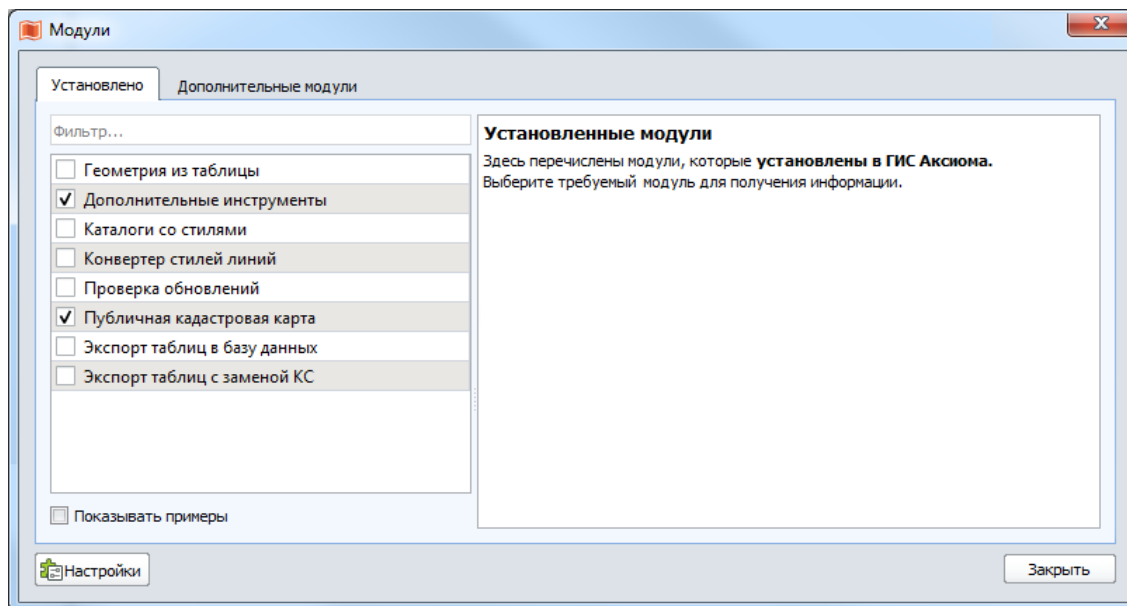 Модули
Установлено
Дополнительные модули
Фильтр...
Геометрия из таблицы
Дополнительные инструменты
Каталоги со стилями
Конвертер стилей линий
Проверка обновлений
Публичная кадастровая карта
Экспорт таблиц в базу данных
Экспорт таблиц с заменой КС
Показывать примеры
Установленные модули
Здесь перечислены модули, которые установлены в ГИС Аксиома.
Выберите требуемый модуль для получения информации.
Настройки
Закрыть